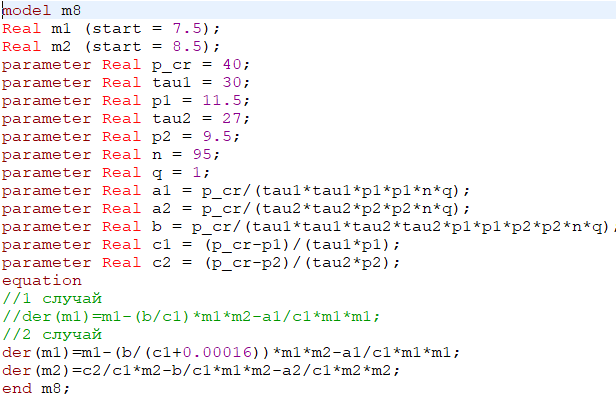 model m8
Real m1 (start = 7.5);
Real m2 (start = 8.5);
parameter Real p_cr = 40;
parameter Real tau1 = 30;
parameter Real p1 = 11.5;
parameter Real tau2 = 27;
parameter Real p2 = 9.5;
parameter Real n = 95;
parameter Real q = 1;
parameter Real a1 = p_cr/(tau1*tau1*p1*p1*n*q);
parameter Real a2 = p_cr/(tau2*tau2*p2*p2*n*q);
parameter Real b = p_cr/(tau1*tau1*tau2*tau2*p1*p1*p2*p2*n*q)
parameter Real c1 = (p_cr-p1)/(tau1*p1);
parameter Real c2 = (p_cr-p2)/(tau2*p2);
equation
//1 случай
//der(m1)=m1-(b/c1)*m1*m2-a1/c1*m1*m1;
//2 случай
der(m1)=m1-(b/(c1+0.00016))*m1*m2-a1/c1*m1*m1;
der(m2)=c2/c1*m2-b/c1*m1*m2-a2/c1*m2*m2;
end m8;